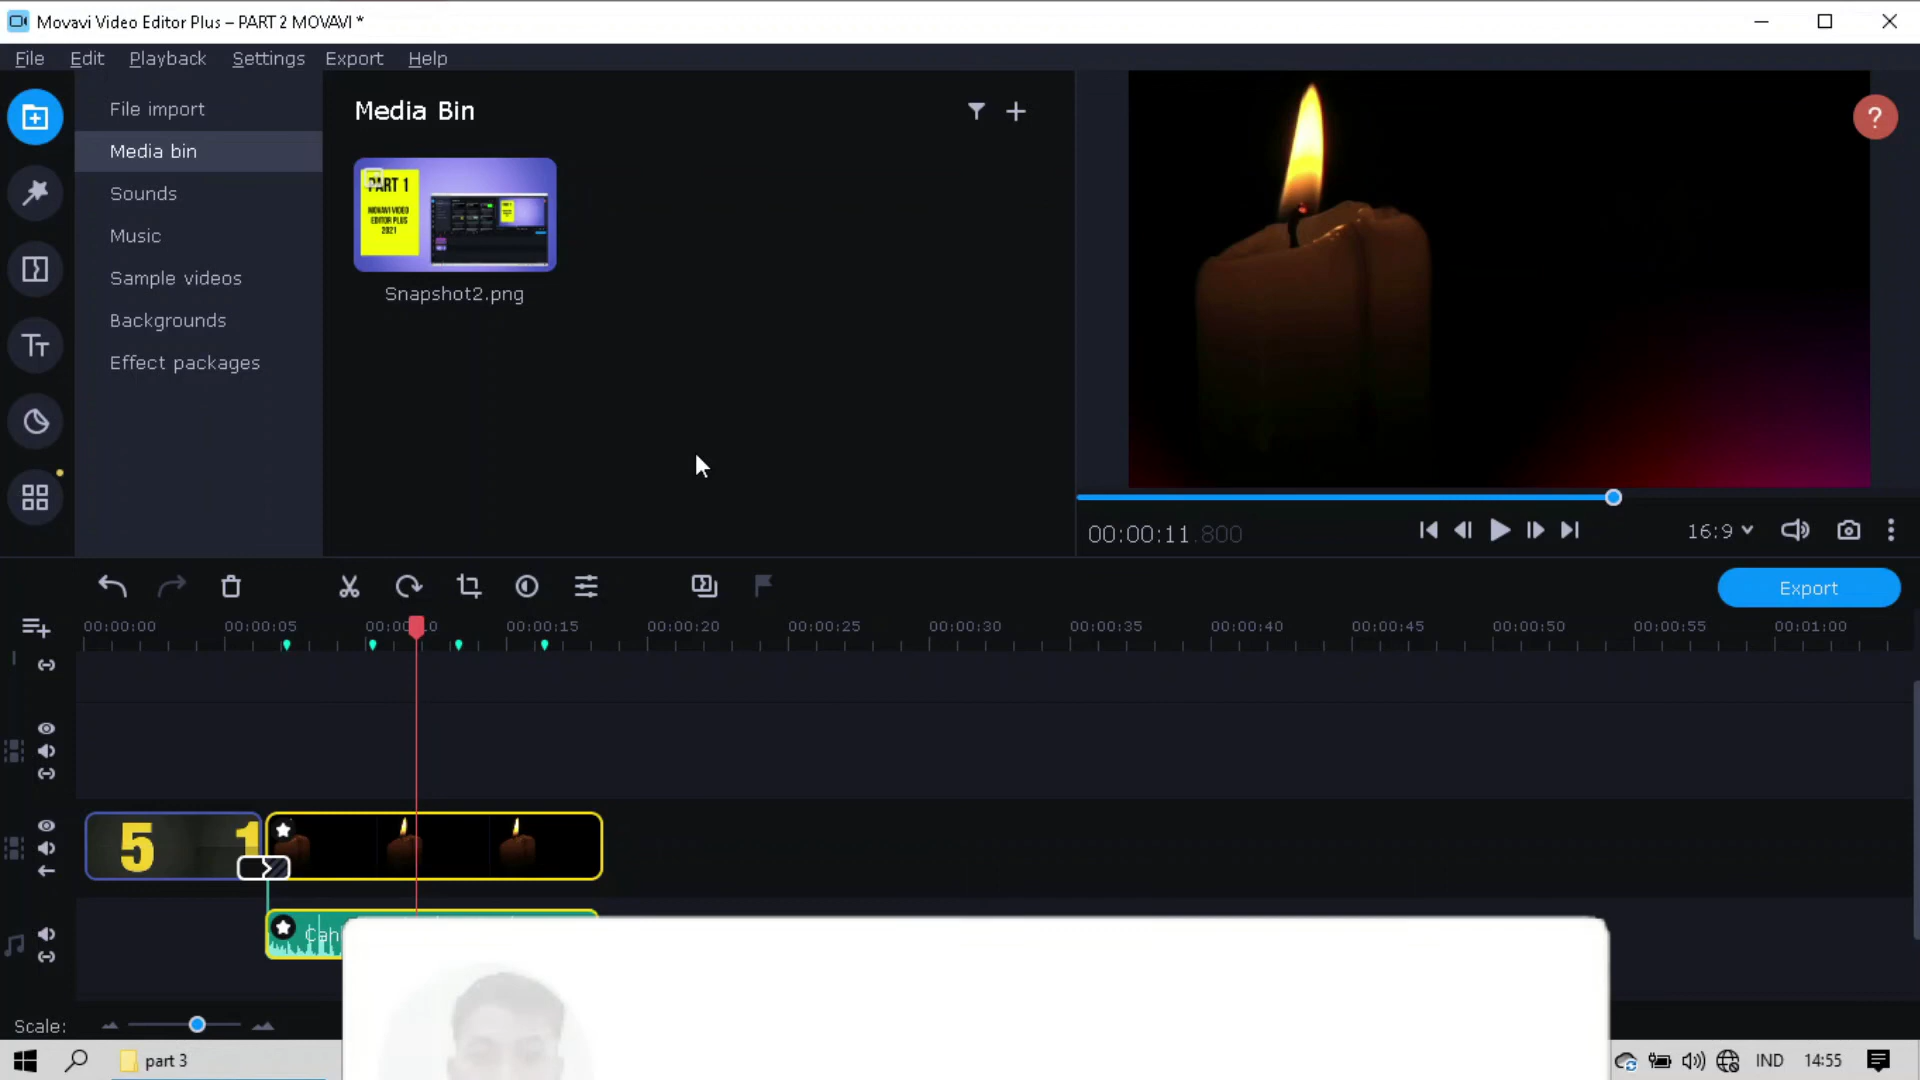 Movavi Video Editor Plus – PART 2 MOVAVI *
File Edit Playback Settings Export Help
File import
Media bin
Sounds
Music
Sample videos
Backgrounds
Effect packages
Media Bin
PART 1
MOVAVI VIDEO
EDITOR PLUS
2021
Snapshot2.png
?
00:00:11.800
16:9
Export
00:00:00 00:00:05 00:00:10 00:00:15 00:00:20 00:00:25 00:00:30 00:00:35 00:00:40 00:00:45 00:00:50 00:00:55 00:01:00
5 1
Cah
Scale:
part 3
IND
14:55